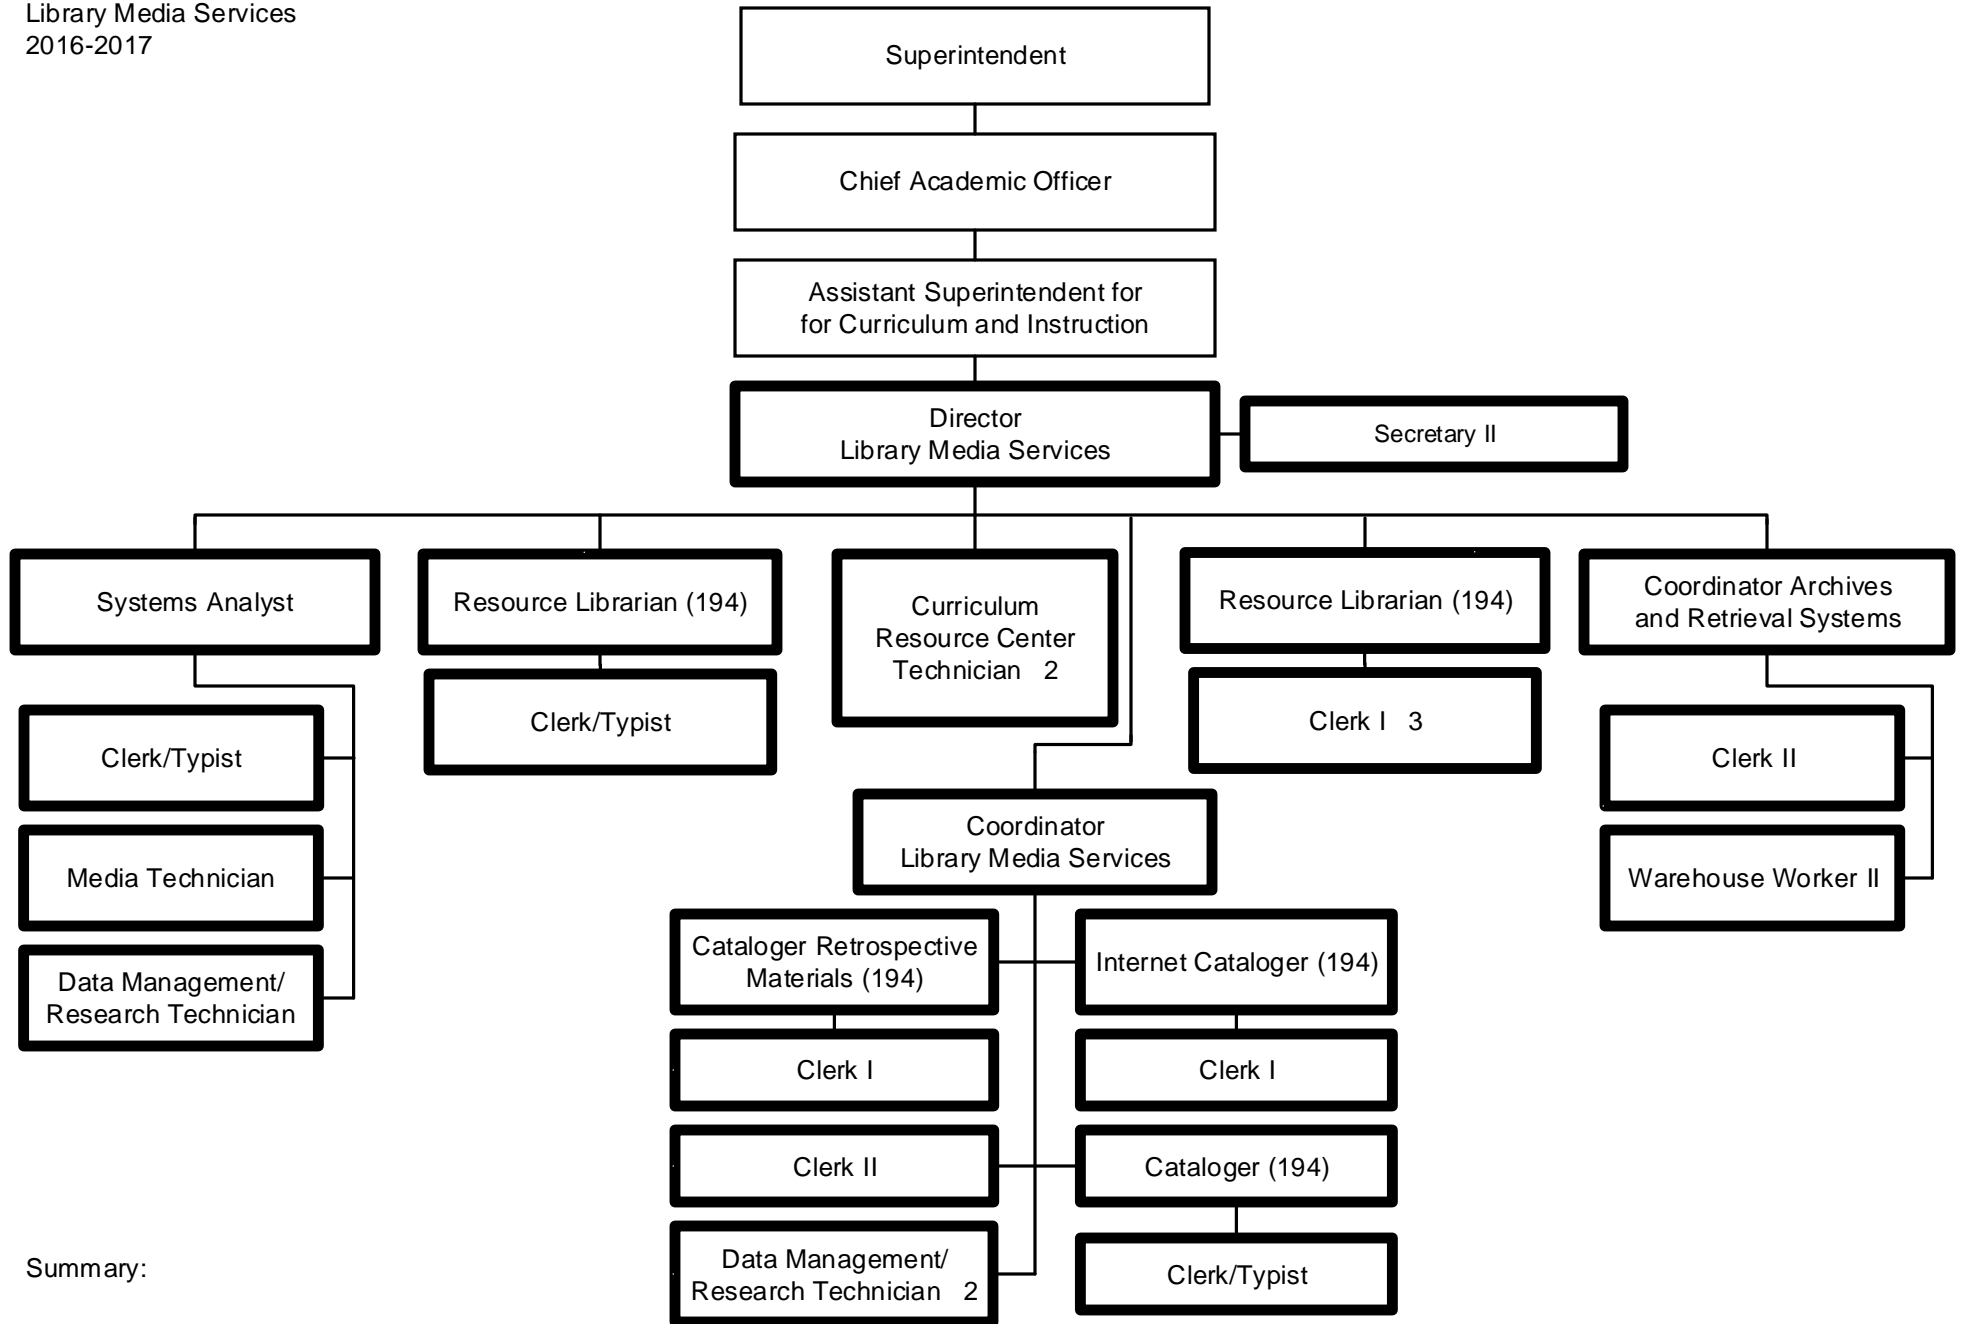 Library Media Services
2016-2017
Superintendent
Chief Academic Officer
Assistant Superintendent for
for Curriculum and Instruction
Director
Library Media Services
Secretary II
Systems Analyst
Resource Librarian (194)
Curriculum
Resource Center
Technician 2
Resource Librarian (194)
Coordinator Archives
and Retrieval Systems
Clerk/Typist
Media Technician
Data Management/
Research Technician
Clerk/Typist
Clerk I 3
Clerk II
Warehouse Worker II
Coordinator
Library Media Services
Cataloger Retrospective
Materials (194)
Internet Cataloger (194)
Clerk I
Clerk I
Clerk II
Cataloger (194)
Data Management/
Research Technician 2
Clerk/Typist
Summary: